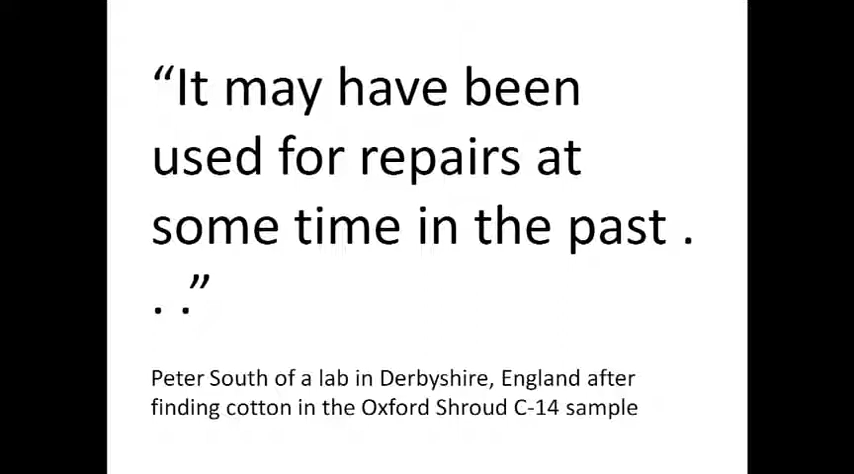 “It may have been
used for repairs at
some time in the past .
. .”
Peter South of a lab in Derbyshire, England after
finding cotton in the Oxford Shroud C-14 sample